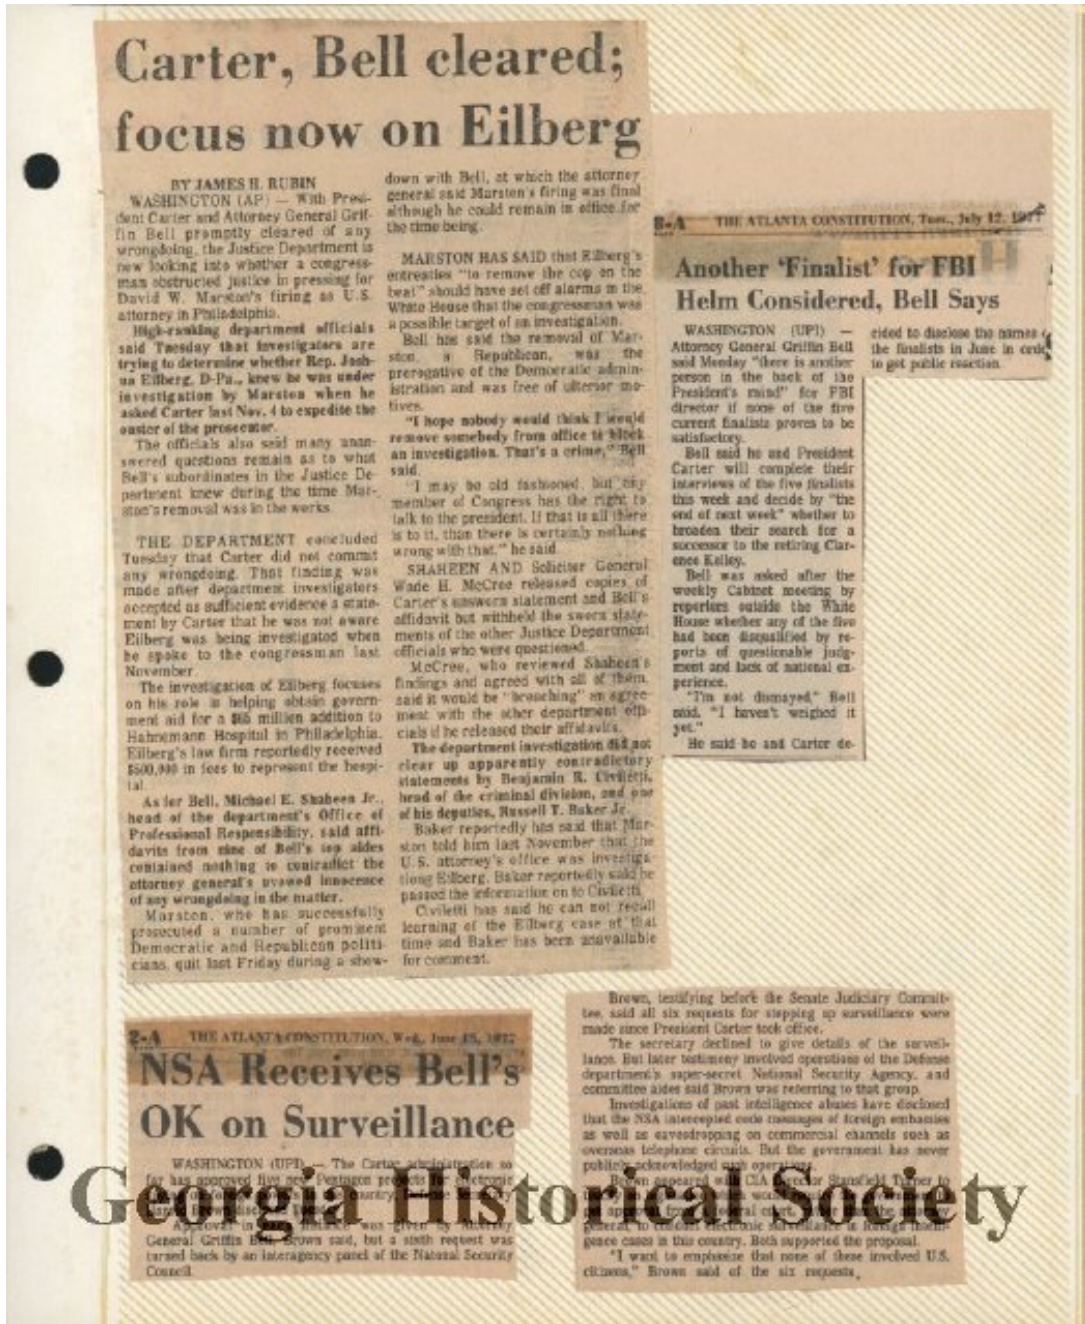 Carter, Bell cleared;
focus now on Eilberg
BY JAMES H. RUBIN
WASHINGTON (AP) — With Presi-
dent Carter and Attorney General Grif-
fin Bell promptly cleared of any
wrongdoing, the Justice Department is
now looking into whether a congress-
man obstructed justice in pressing for
David W. Marston's firing as U.S.
attorney in Philadelphia.
High-ranking department officials
said Tuesday that investigators are
trying to determine whether Rep. Josh-
ua Eilberg, D-Pa., knew he was under
investigation by Marston when he
asked Carter last Nov. 4 to expedite the
ouster of the prosecutor.
The officials also said many unan-
swered questions remain as to what
Bell's subordinates in the Justice De-
partment knew during the time Mar-
ston's removal was in the works.
THE DEPARTMENT concluded
Tuesday that Carter did not commit
any wrongdoing. That finding was
made after department investigators
accepted as sufficient evidence a state-
ment by Carter that he was not aware
Eilberg was being investigated when
he spoke to the congressman last
November.
The investigation of Eilberg focuses
on his role in helping obtain govern-
ment aid for a $65 million addition to
Hahnemann Hospital in Philadelphia.
Eilberg's law firm reportedly received
$500,000 in fees to represent the hospi-
tal.
As for Bell, Michael E. Shaheen Jr.,
head of the department's Office of
Professional Responsibility, said affi-
davits from nine of Bell's top aides
contained nothing to contradict the
attorney general's avowed innocence
of any wrongdoing in the matter.
Marston, who has successfully
prosecuted a number of prominent
Democratic and Republican politi-
cians, quit last Friday during a show-
down with Bell, at which the attorney
general said Marston's firing was final
although he could remain in office for
the time being.
MARSTON HAS SAID that Eilberg's
entreaties "to remove the cop on the
beat" should have set off alarms in the
White House that the congressman was
a possible target of an investigation.
Bell has said the removal of Mar-
ston, a Republican, was the
prerogative of the Democratic admin-
istration and was free of ulterior mo-
tives.
"I hope nobody would think I would
remove somebody from office to block
an investigation. That's a crime," Bell
said.
"I may be old fashioned, but any
member of Congress has the right to
talk to the president. If that is all there
is to it, than there is certainly nothing
wrong with that," he said.
SHAHEEN AND Solicitor General
Wade H. McCree released copies of
Carter's unsworn statement and Bell's
affidavit but withheld the sworn state-
ments of the other Justice Department
officials who were questioned.
McCree, who reviewed Shaheen's
findings and agreed with all of them,
said it would be "breaching" an agree-
ment with the other department offi-
cials if he released their affidavits.
The department investigation did not
clear up apparently contradictory
statements by Benjamin R. Civiletti,
head of the criminal division, and one
of his deputies, Russell T. Baker Jr.
Baker reportedly has said that Mar-
ston told him last November that the
U.S. attorney's office was investiga-
tiong Eilberg. Baker reportedly said he
passed the information on to Civiletti.
Civiletti has said he can not recall
learning of the Eilberg case at that
time and Baker has been unavailable
for comment.
8-A THE ATLANTA CONSTITUTION, Tues., July 12, 1977
Another 'Finalist' for FBI
Helm Considered, Bell Says
WASHINGTON (UPI) —
Attorney General Griffin Bell
said Monday "there is another
person in the back of the
President's mind" for FBI
director if none of the five
current finalists proves to be
satisfactory.
Bell said he and President
Carter will complete their
interviews of the five finalists
this week and decide by "the
end of next week" whether to
broaden their search for a
successor to the retiring Clar-
ence Kelley.
Bell was asked after the
weekly Cabinet meeting by
reporters outside the White
House whether any of the five
had been disqualified by re-
ports of questionable judg-
ment and lack of national ex-
perience.
"I'm not dismayed," Bell
said. "I haven't weighed it
yet."
He said he and Carter de-
cided to disclose the names
the finalists in June in
to get public reaction.
2-A THE ATLANTA CONSTITUTION, Wed., June 15, 1977
NSA Receives Bell's
OK on Surveillance
WASHINGTON (UPI) — The Carter administration so
far has approved five new Pentagon
Approval in was given by Attorney
General Griffin Bell, Brown said, but a sixth request was
turned back by an interagency panel of the National Security
Council.
Brown, testifying before the Senate Judiciary Commit-
tee, said all six requests for stepping up surveillance were
made since President Carter took office.
The secretary declined to give details of the surveil-
lance. But later testimony involved operations of the Defense
department's super-secret National Security Agency, and
committee aides said Brown was referring to that group.
Investigations of past intelligence abuses have disclosed
that the NSA intercepted code messages of foreign embassies
as well as eavesdropping on commercial channels such as
overseas telephone circuits. But the government has never
publicly acknowledged such operations.
Brown appeared with CIA Director Stansfield Turner to
general, to
gence cases in this country. Both supported the proposal.
"I want to emphasize that none of these involved U.S.
citizens," Brown said of the six requests.
Georgia Historical Society